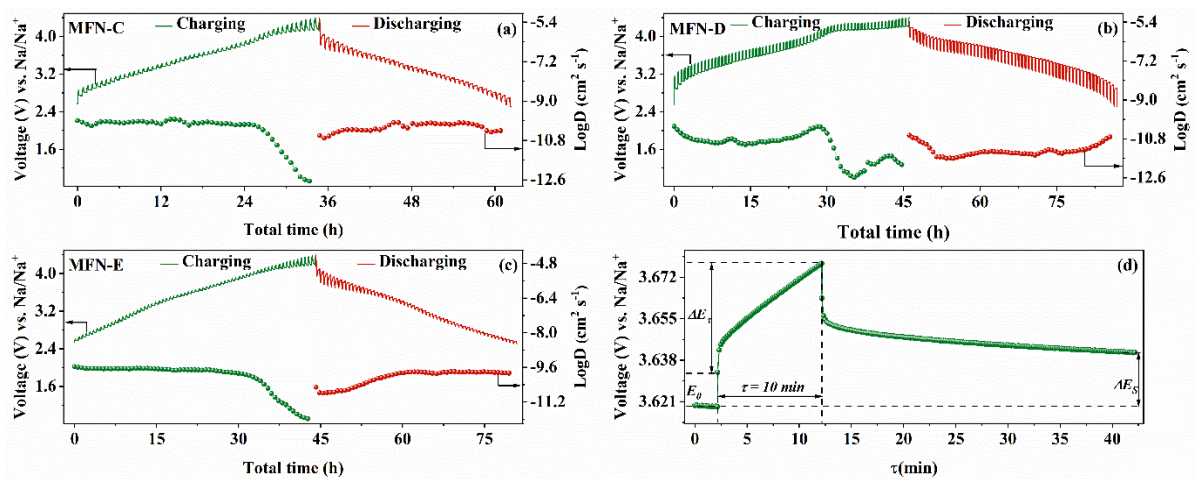 MFN-C
Charging
Discharging
(a)
Voltage (V) vs. Na/Na⁺
4.0
3.2
2.4
1.6
-5.4
-7.2
-9.0
-10.8
-12.6
LogD (cm² s⁻¹)
0 12 24 36 48 60
Total time (h)
MFN-D
Charging
Discharging
(b)
Voltage (V) vs. Na/Na⁺
4.0
3.2
2.4
1.6
-5.4
-7.2
-9.0
-10.8
-12.6
LogD (cm² s⁻¹)
0 15 30 45 60 75
Total time (h)
MFN-E
Charging
Discharging
(c)
Voltage (V) vs. Na/Na⁺
4.0
3.2
2.4
1.6
-4.8
-6.4
-8.0
-9.6
-11.2
LogD (cm² s⁻¹)
0 15 30 45 60 75
Total time (h)
(d)
Voltage (V) vs. Na/Na⁺
3.672
3.655
3.638
3.621
ΔEτ
E₀
τ = 10 min
ΔES
0 5 10 15 20 25 30 35 40
τ(min)